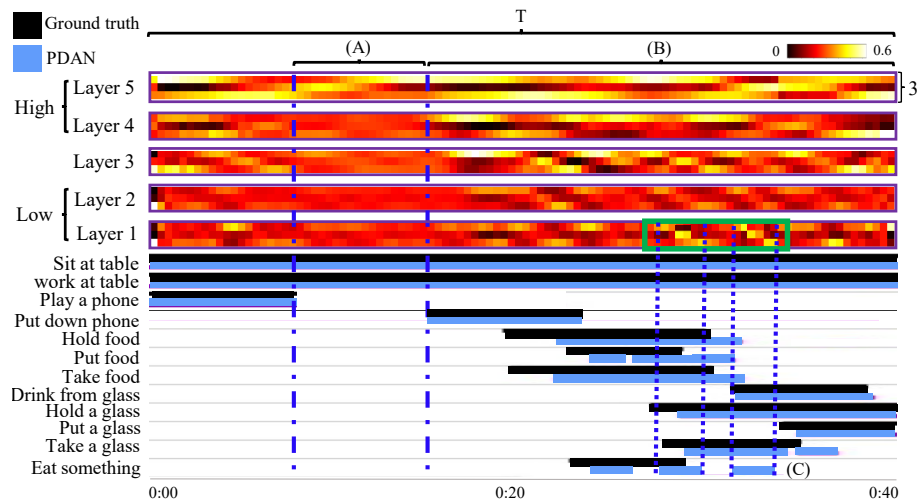 Ground truth
T
PDAN
(A)
(B)
0
0.6
High
Layer 5
3
Layer 4
Layer 3
Low
Layer 2
Layer 1
Sit at table
work at table
Play a phone
Put down phone
Hold food
Put food
Take food
Drink from glass
Hold a glass
Put a glass
Take a glass
Eat something
(C)
0:00
0:20
0:40